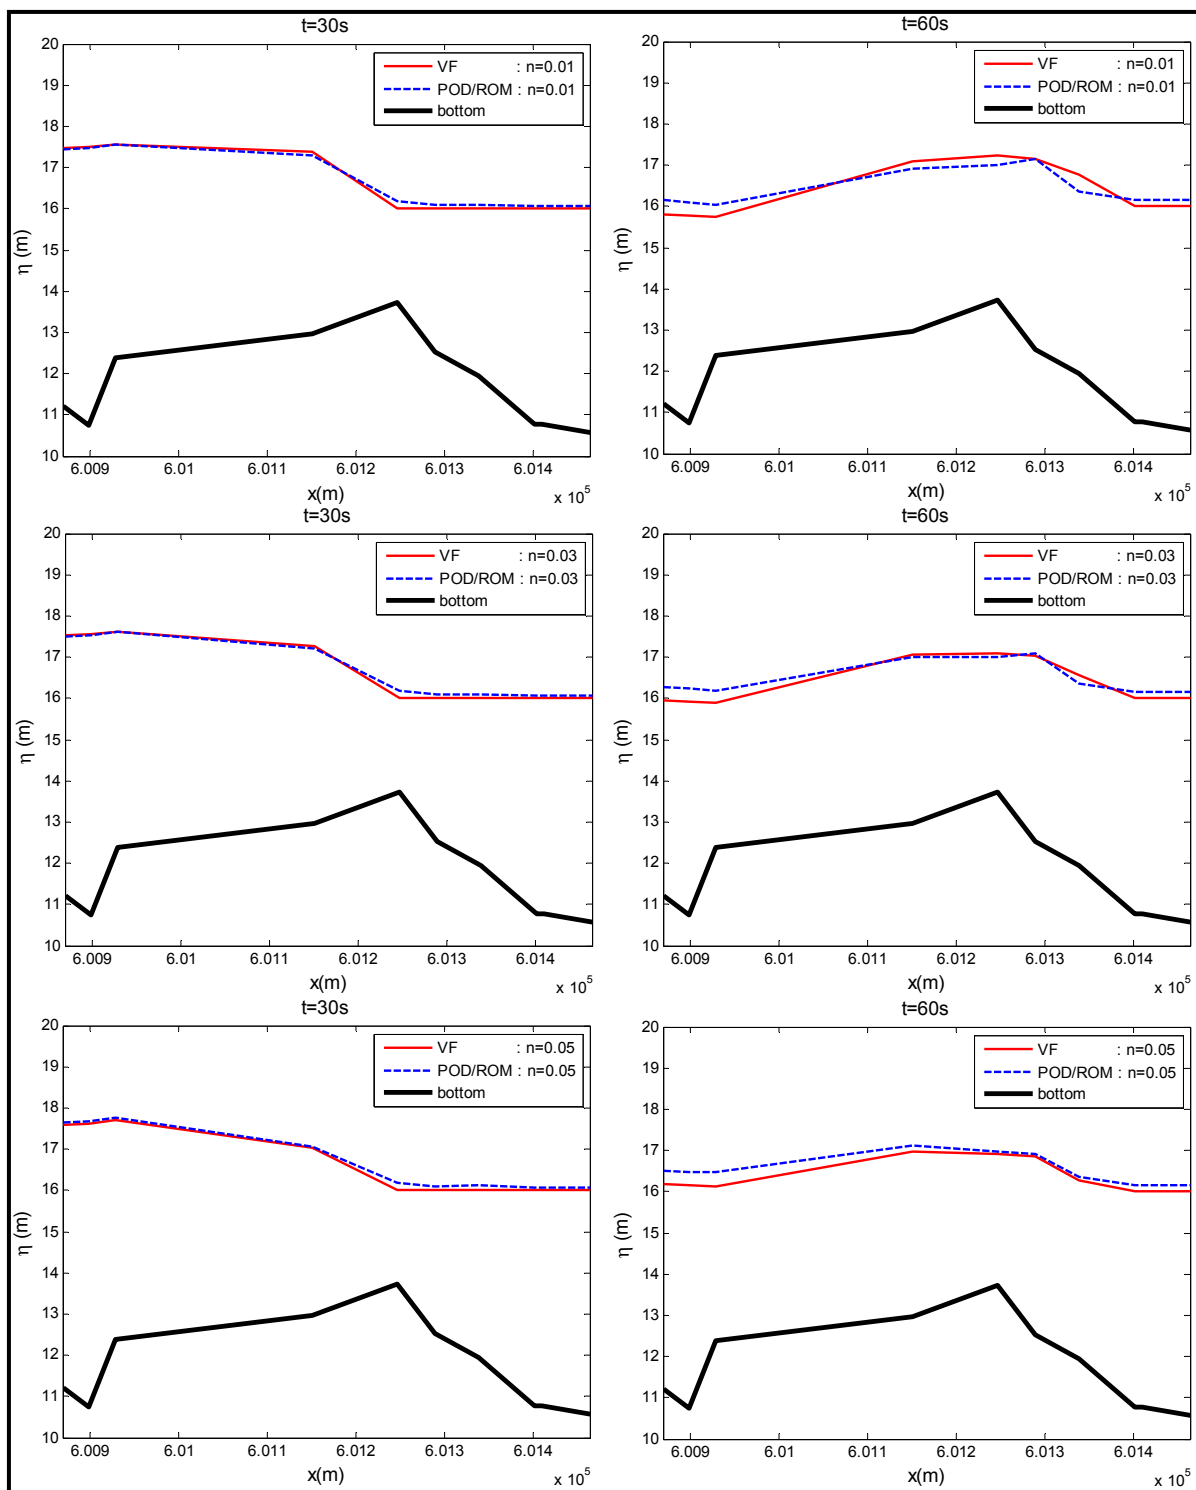 t=30s
20
19
18
17
16
15
14
13
12
11
10
η (m)
VF : n=0.01
POD/ROM : n=0.01
bottom
6.009 6.01 6.011 6.012 6.013 6.014
x(m)
x 10^5
t=60s
20
19
18
17
16
15
14
13
12
11
10
η (m)
VF : n=0.01
POD/ROM : n=0.01
bottom
6.009 6.01 6.011 6.012 6.013 6.014
x(m)
x 10^5
t=30s
20
19
18
17
16
15
14
13
12
11
10
η (m)
VF : n=0.03
POD/ROM : n=0.03
bottom
6.009 6.01 6.011 6.012 6.013 6.014
x(m)
x 10^5
t=60s
20
19
18
17
16
15
14
13
12
11
10
η (m)
VF : n=0.03
POD/ROM : n=0.03
bottom
6.009 6.01 6.011 6.012 6.013 6.014
x(m)
x 10^5
t=30s
20
19
18
17
16
15
14
13
12
11
10
η (m)
VF : n=0.05
POD/ROM : n=0.05
bottom
6.009 6.01 6.011 6.012 6.013 6.014
x(m)
x 10^5
t=60s
20
19
18
17
16
15
14
13
12
11
10
η (m)
VF : n=0.05
POD/ROM : n=0.05
bottom
6.009 6.01 6.011 6.012 6.013 6.014
x(m)
x 10^5